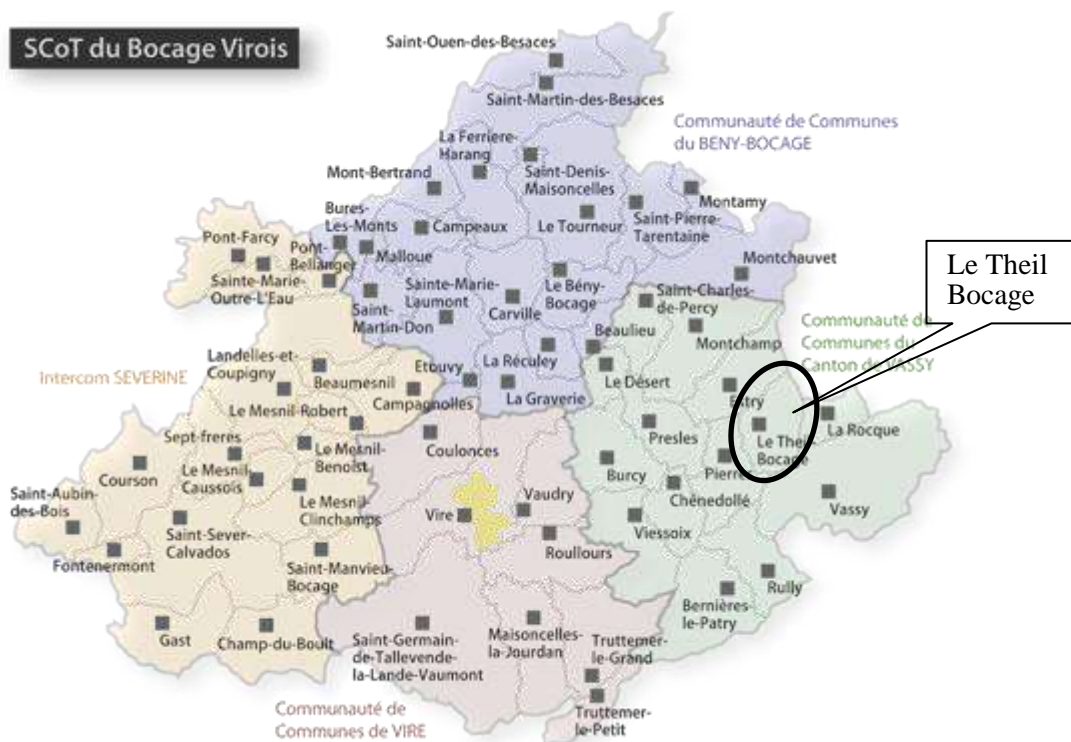 SCoT du Bocage Virois
Saint-Ouen-des-Besaces
Saint-Martin-des-Besaces
Communauté de Communes
du BENY-BOCAGE
La Ferriere-
Harang
Mont-Bertrand
Saint-Denis-
Maisoncelles
Montamy
Bures-
Les-Monts
Campeaux
Le Tourneur
Saint-Pierre-
Tarentaine
Pont-Farcy
Pont-
Bellanger
Malloue
Montchauvet
Sainte-Marie-
Outre-L'Eau
Sainte-Marie-
Laumont
Le Bény-
Bocage
Carville
Saint-
Martin-Don
Saint-Charles-
de-Percy
Le Theil
Bocage
Beaulieu
Montchamp
Communauté de
Communes du
Canton de VASSY
Landelles-et-
Coupigny
Beaumesnil
Etouvy
La Réculey
Le Désert
Intercom SEVERINE
Campagnolles
La Graverie
Estry
Le Mesnil-Robert
Presles
La Rocque
Sept-freres
Le Mesnil-
Benoist
Coulonces
Le Theil
Bocage
Courson
Le Mesnil-
Caussois
Burcy
Pierres
Chênedollé
Saint-Aubin-
des-Bois
Le Mesnil-
Clinchamps
Vire
Vaudry
Vassy
Saint-Sever-
Calvados
Viessoix
Roullours
Fontenermont
Saint-Manvieu-
Bocage
Rully
Bernières-
le-Patry
Gast
Champ-du-Boult
Saint-Germain-
de-Tallevende-
la-Lande-Vaumont
Maisoncelles-
la-Jourdan
Truttemer-
le-Grand
Truttemer-
le-Petit
Communauté de
Communes de VIRE